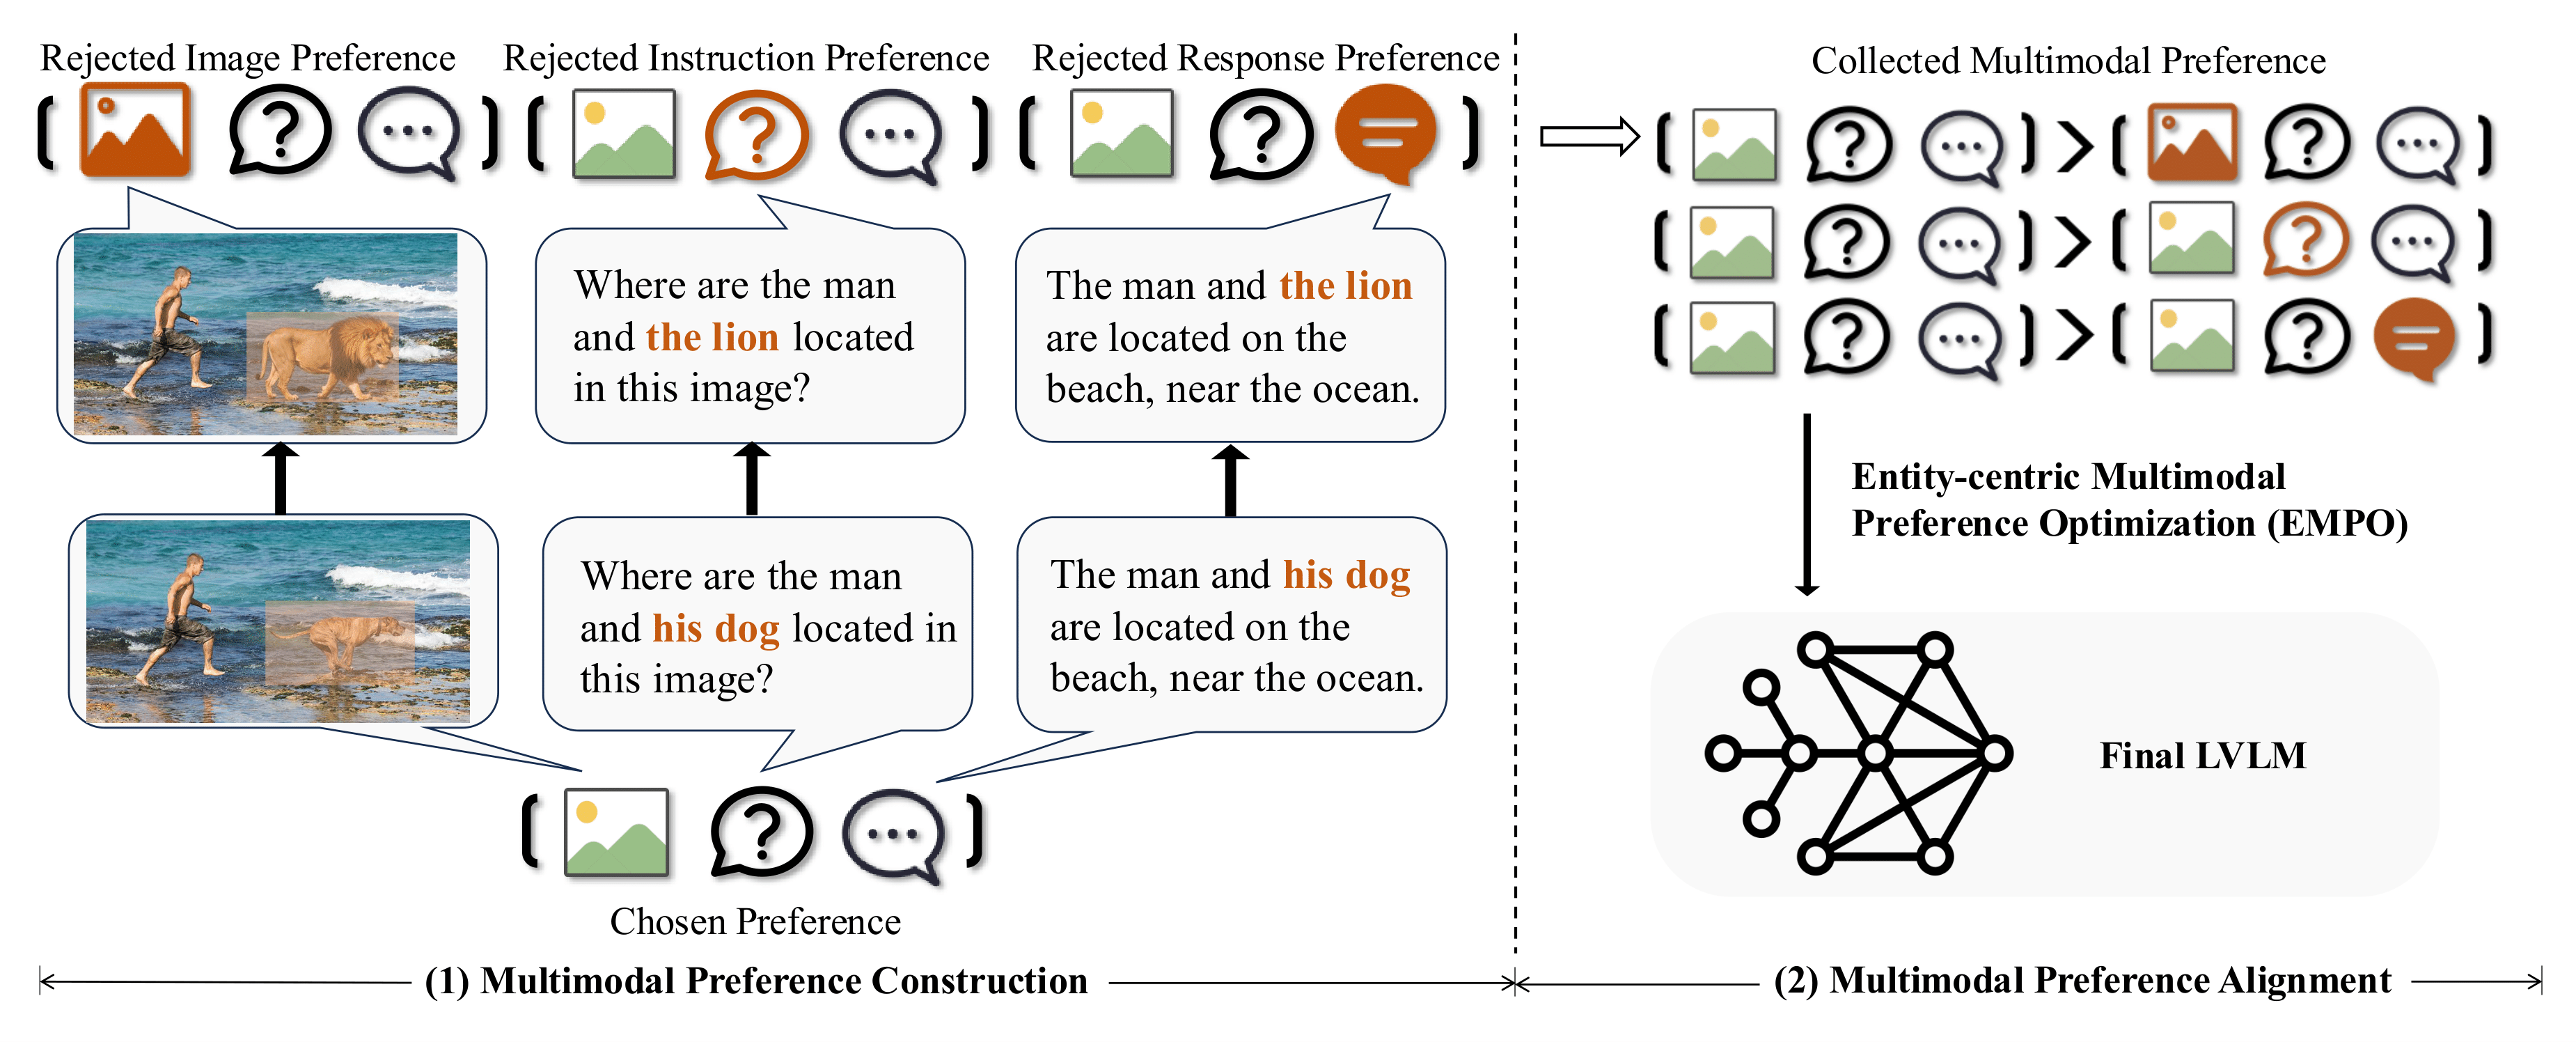 Rejected Image Preference
Rejected Instruction Preference
Rejected Response Preference
Where are the man
and the lion located
in this image?
The man and the lion
are located on the
beach, near the ocean.
Where are the man
and his dog located in
this image?
The man and his dog
are located on the
beach, near the ocean.
Chosen Preference
(1) Multimodal Preference Construction
Collected Multimodal Preference
Entity-centric Multimodal
Preference Optimization (EMPO)
Final LVLM
(2) Multimodal Preference Alignment